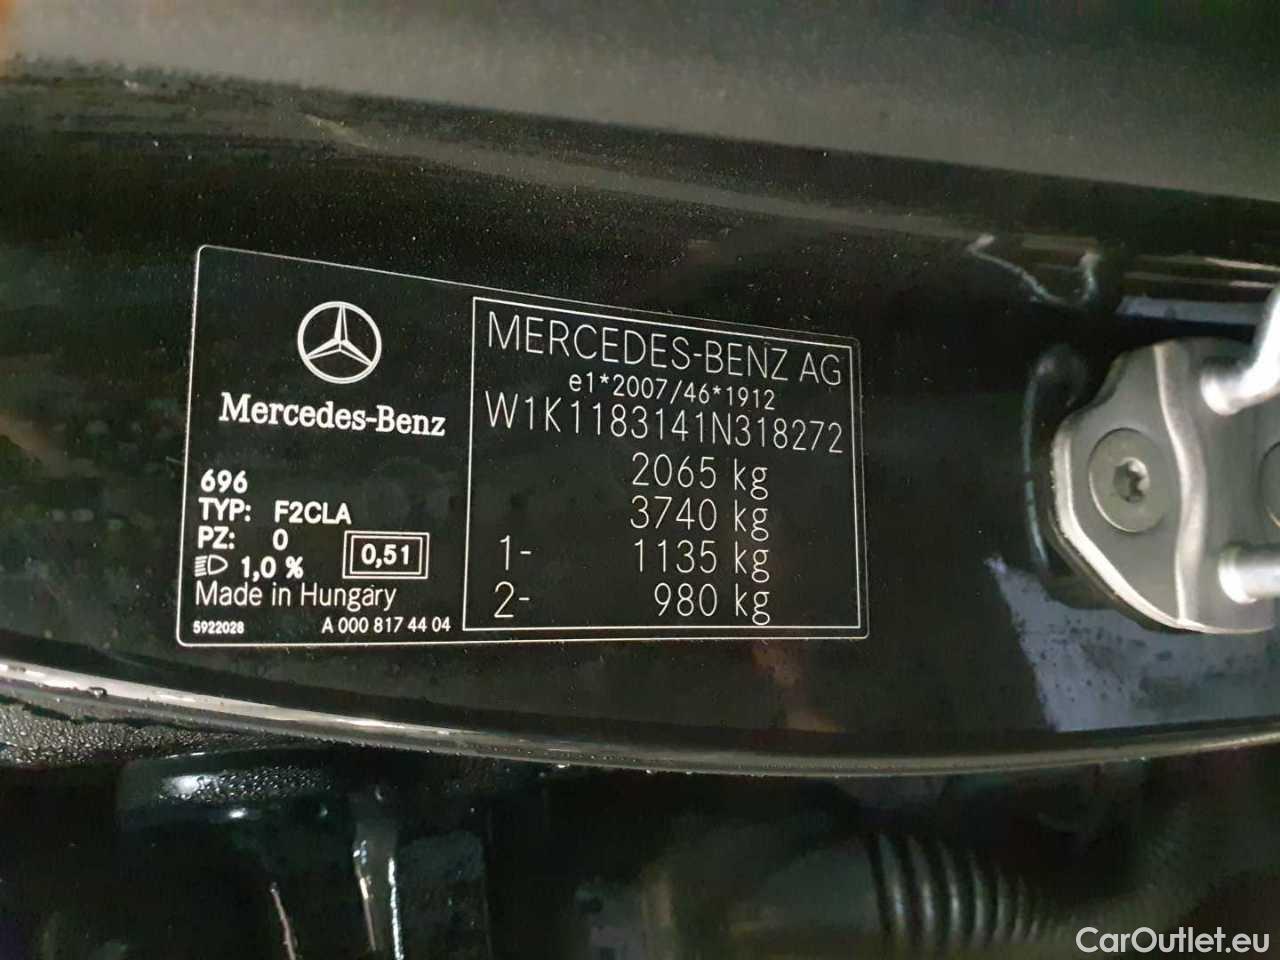 Mercedes-Benz
696
TYP: F2CLA
PZ: 0
1,0 %
0,51
Made in Hungary
5922028 A 000 817 44 04
MERCEDES-BENZ AG
e1*2007/46*1912
W1K1183141N318272
2065 kg
3740 kg
1- 1135 kg
2- 980 kg
CarOutlet.eu